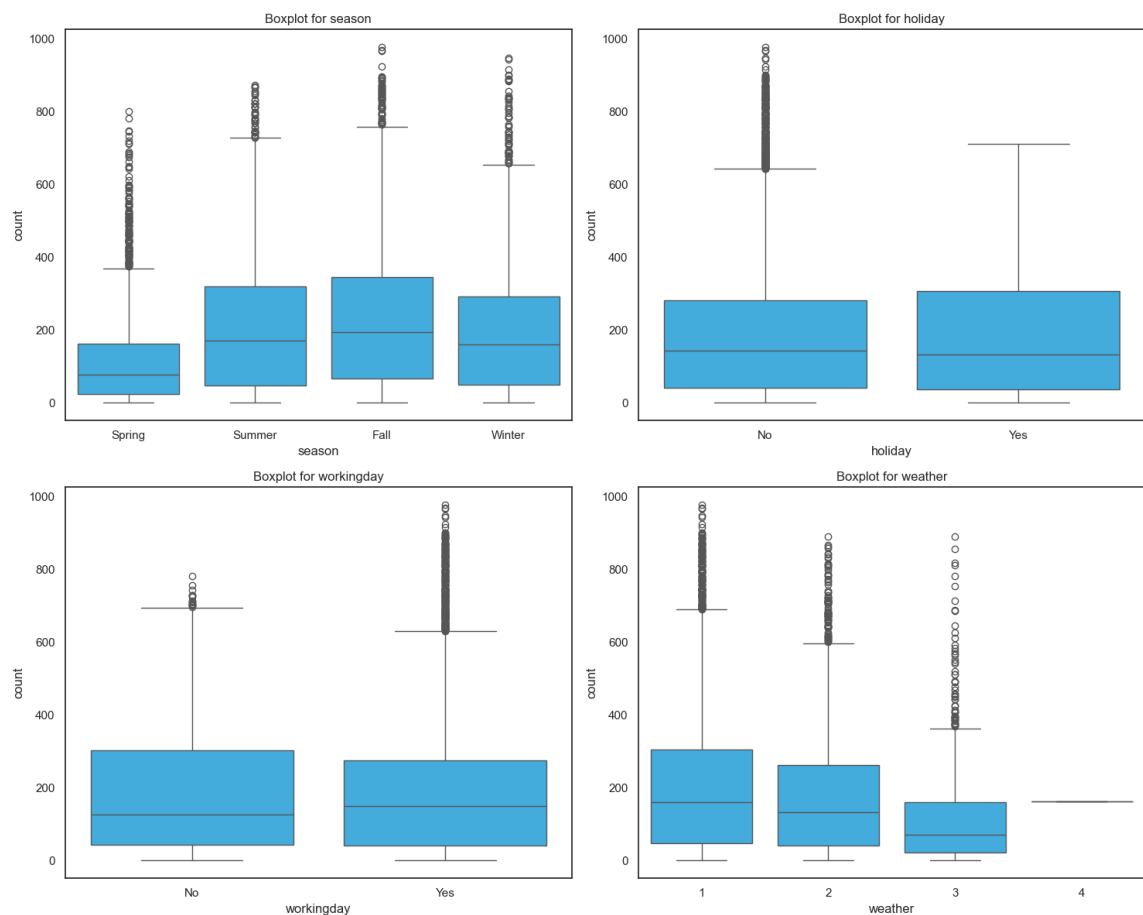 Boxplot for season
1000
800
600
400
200
0
count
Spring Summer Fall Winter
season
Boxplot for holiday
1000
800
600
400
200
0
count
No Yes
holiday
Boxplot for workingday
1000
800
600
400
200
0
count
No Yes
workingday
Boxplot for weather
1000
800
600
400
200
0
count
1 2 3 4
weather